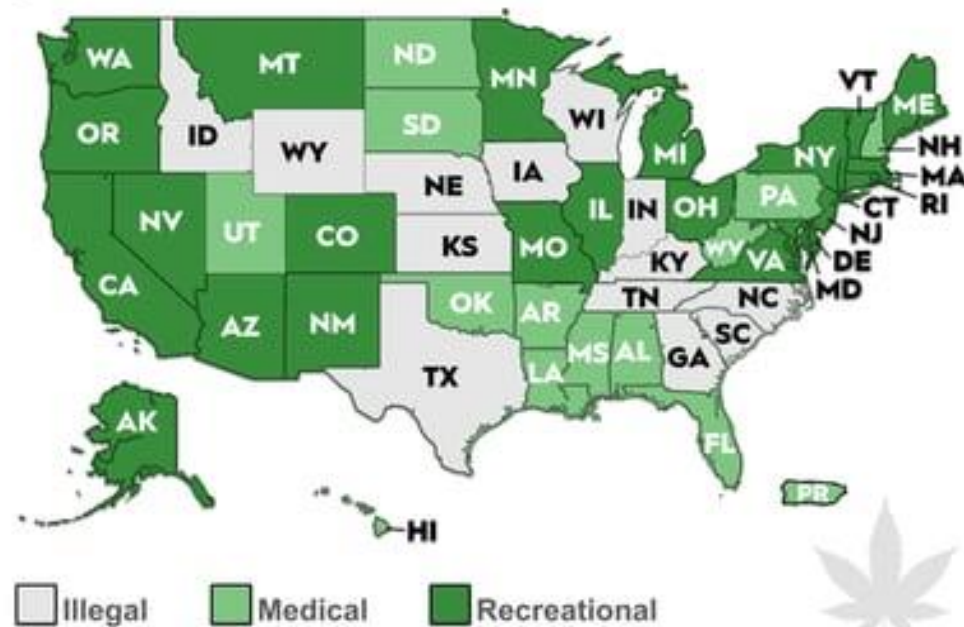 WA
MT
ND
MN
VT
ME
OR
ID
SD
WI
NH
WY
MI
NY
MA
NE
IA
PA
RI
NV
UT
CO
IL
IN
OH
CT
NJ
KS
MO
WV
VA
DE
CA
KY
MD
AZ
NM
OK
AR
TN
NC
SC
TX
LA
MS
AL
GA
AK
FL
PR
HI
Illegal
Medical
Recreational